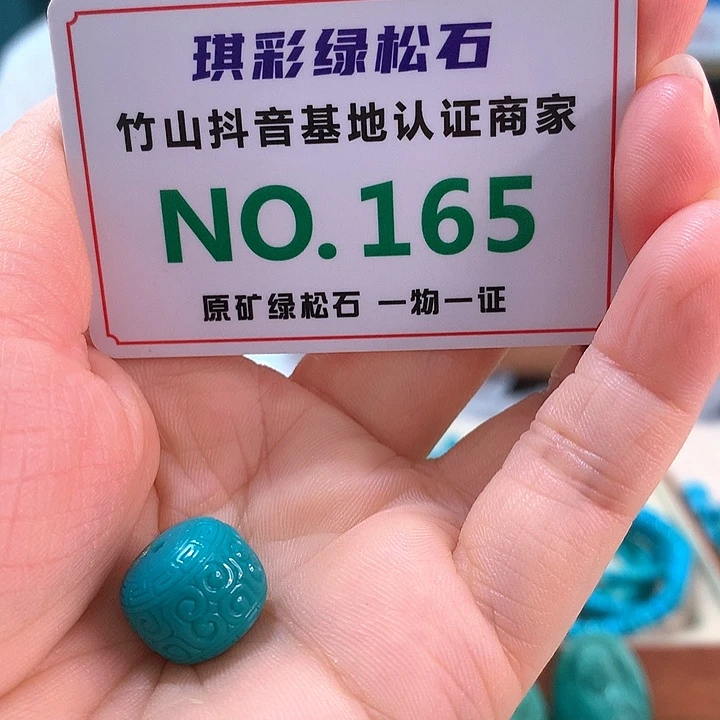 琪彩绿松石
竹山抖音基地认证商家
NO.165
原矿绿松石 一物一证